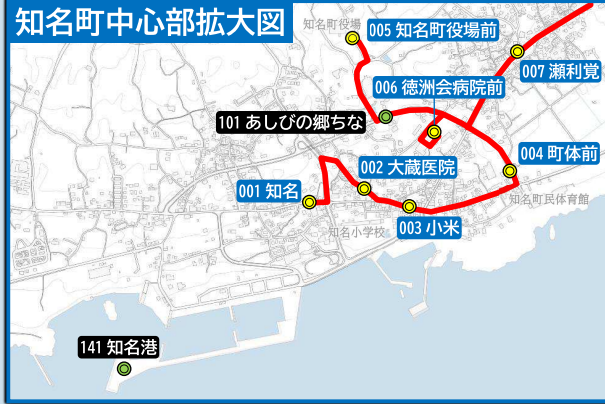 知名町中心部拡大図
知名町役場
005 知名町役場前
007 瀬利覚
006 徳洲会病院前
101 あしびの郷ちな
004 町体前
002 大蔵医院
001 知名
知名町民体育館
003 小米
知名小学校
141 知名港